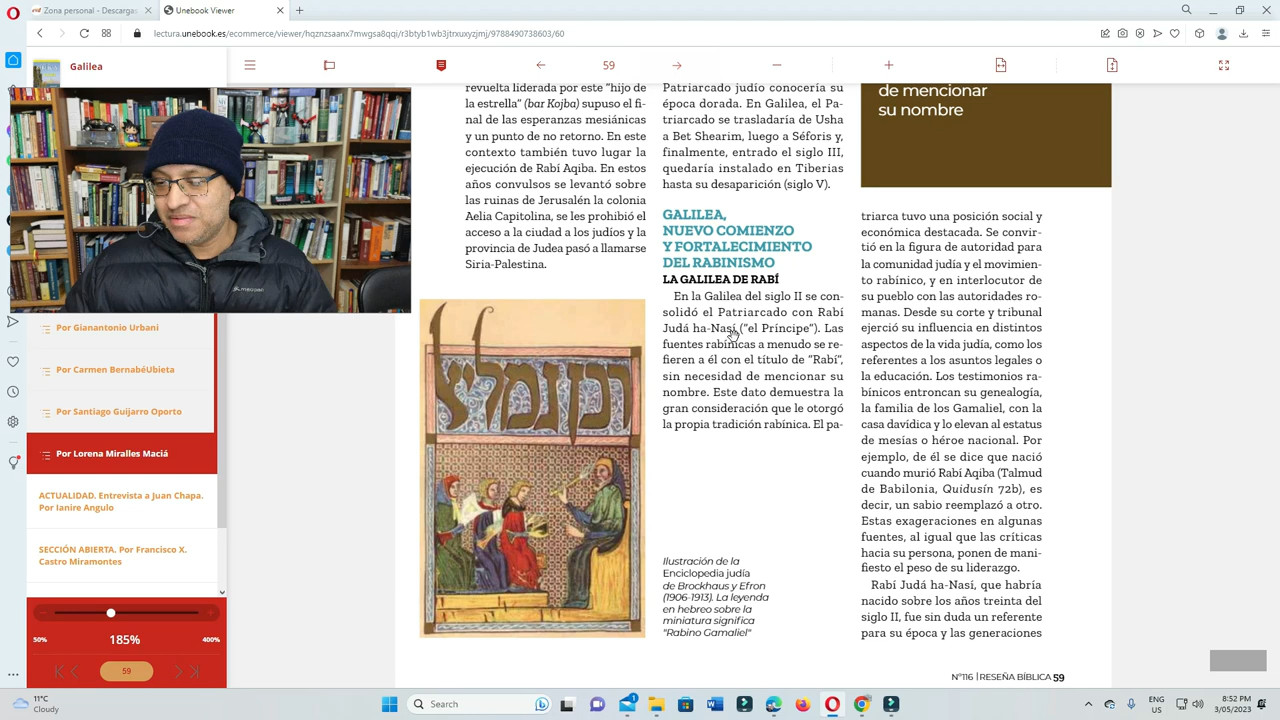 Zona personal - Descargas
Unebook Viewer
lectura.unebook.es/ecommerce/viewer/hqznzsaanx7mwgsa8qqi/r3btyb1wb3jtrxuxyzjmj/9788490738603/60
Galilea
59
Por Gianantonio Urbani
Por Carmen BernabéUbieta
Por Santiago Guijarro Oporto
Por Lorena Miralles Maciá
ACTUALIDAD. Entrevista a Juan Chapa.
Por Ianire Angulo
SECCIÓN ABIERTA. Por Francisco X.
Castro Miramontes
50%
185%
400%
59
revuelta liderada por este “hijo de
la estrella” (bar Kojba) supuso el fi-
nal de las esperanzas mesiánicas
y un punto de no retorno. En este
contexto también tuvo lugar la
ejecución de Rabí Aqiba. En estos
años convulsos se levantó sobre
las ruinas de Jerusalén la colonia
Aelia Capitolina, se les prohibió el
acceso a la ciudad a los judíos y la
provincia de Judea pasó a llamarse
Siria-Palestina.
Ilustración de la
Enciclopedia judía
de Brockhaus y Efron
(1906-1913). La leyenda
en hebreo sobre la
miniatura significa
"Rabino Gamaliel"
Patriarcado judío conocería su
época dorada. En Galilea, el Pa-
triarcado se trasladaría de Usha
a Bet Shearim, luego a Séforis y,
finalmente, entrado el siglo III,
quedaría instalado en Tiberias
hasta su desaparición (siglo V).
GALILEA,
NUEVO COMIENZO
Y FORTALECIMIENTO
DEL RABINISMO
LA GALILEA DE RABÍ
En la Galilea del siglo II se con-
solidó el Patriarcado con Rabí
Judá ha-Nasí (“el Príncipe”). Las
fuentes rabínicas a menudo se re-
fieren a él con el título de “Rabí”,
sin necesidad de mencionar su
nombre. Este dato demuestra la
gran consideración que le otorgó
la propia tradición rabínica. El pa-
de mencionar
su nombre
triarca tuvo una posición social y
económica destacada. Se convir-
tió en la figura de autoridad para
la comunidad judía y el movimien-
to rabínico, y en interlocutor de
su pueblo con las autoridades ro-
manas. Desde su corte y tribunal
ejerció su influencia en distintos
aspectos de la vida judía, como los
referentes a los asuntos legales o
la educación. Los testimonios ra-
bínicos entroncan su genealogía,
la familia de los Gamaliel, con la
casa davídica y lo elevan al estatus
de mesías o héroe nacional. Por
ejemplo, de él se dice que nació
cuando murió Rabí Aqiba (Talmud
de Babilonia, Quidusín 72b), es
decir, un sabio reemplazó a otro.
Estas exageraciones en algunas
fuentes, al igual que las críticas
hacia su persona, ponen de mani-
fiesto el peso de su liderazgo.
Rabí Judá ha-Nasí, que habría
nacido sobre los años treinta del
siglo II, fue sin duda un referente
para su época y las generaciones
Nº116 | RESEÑA BÍBLICA 59
11°C
Cloudy
Search
ENG
US
8:52 PM
3/05/2023